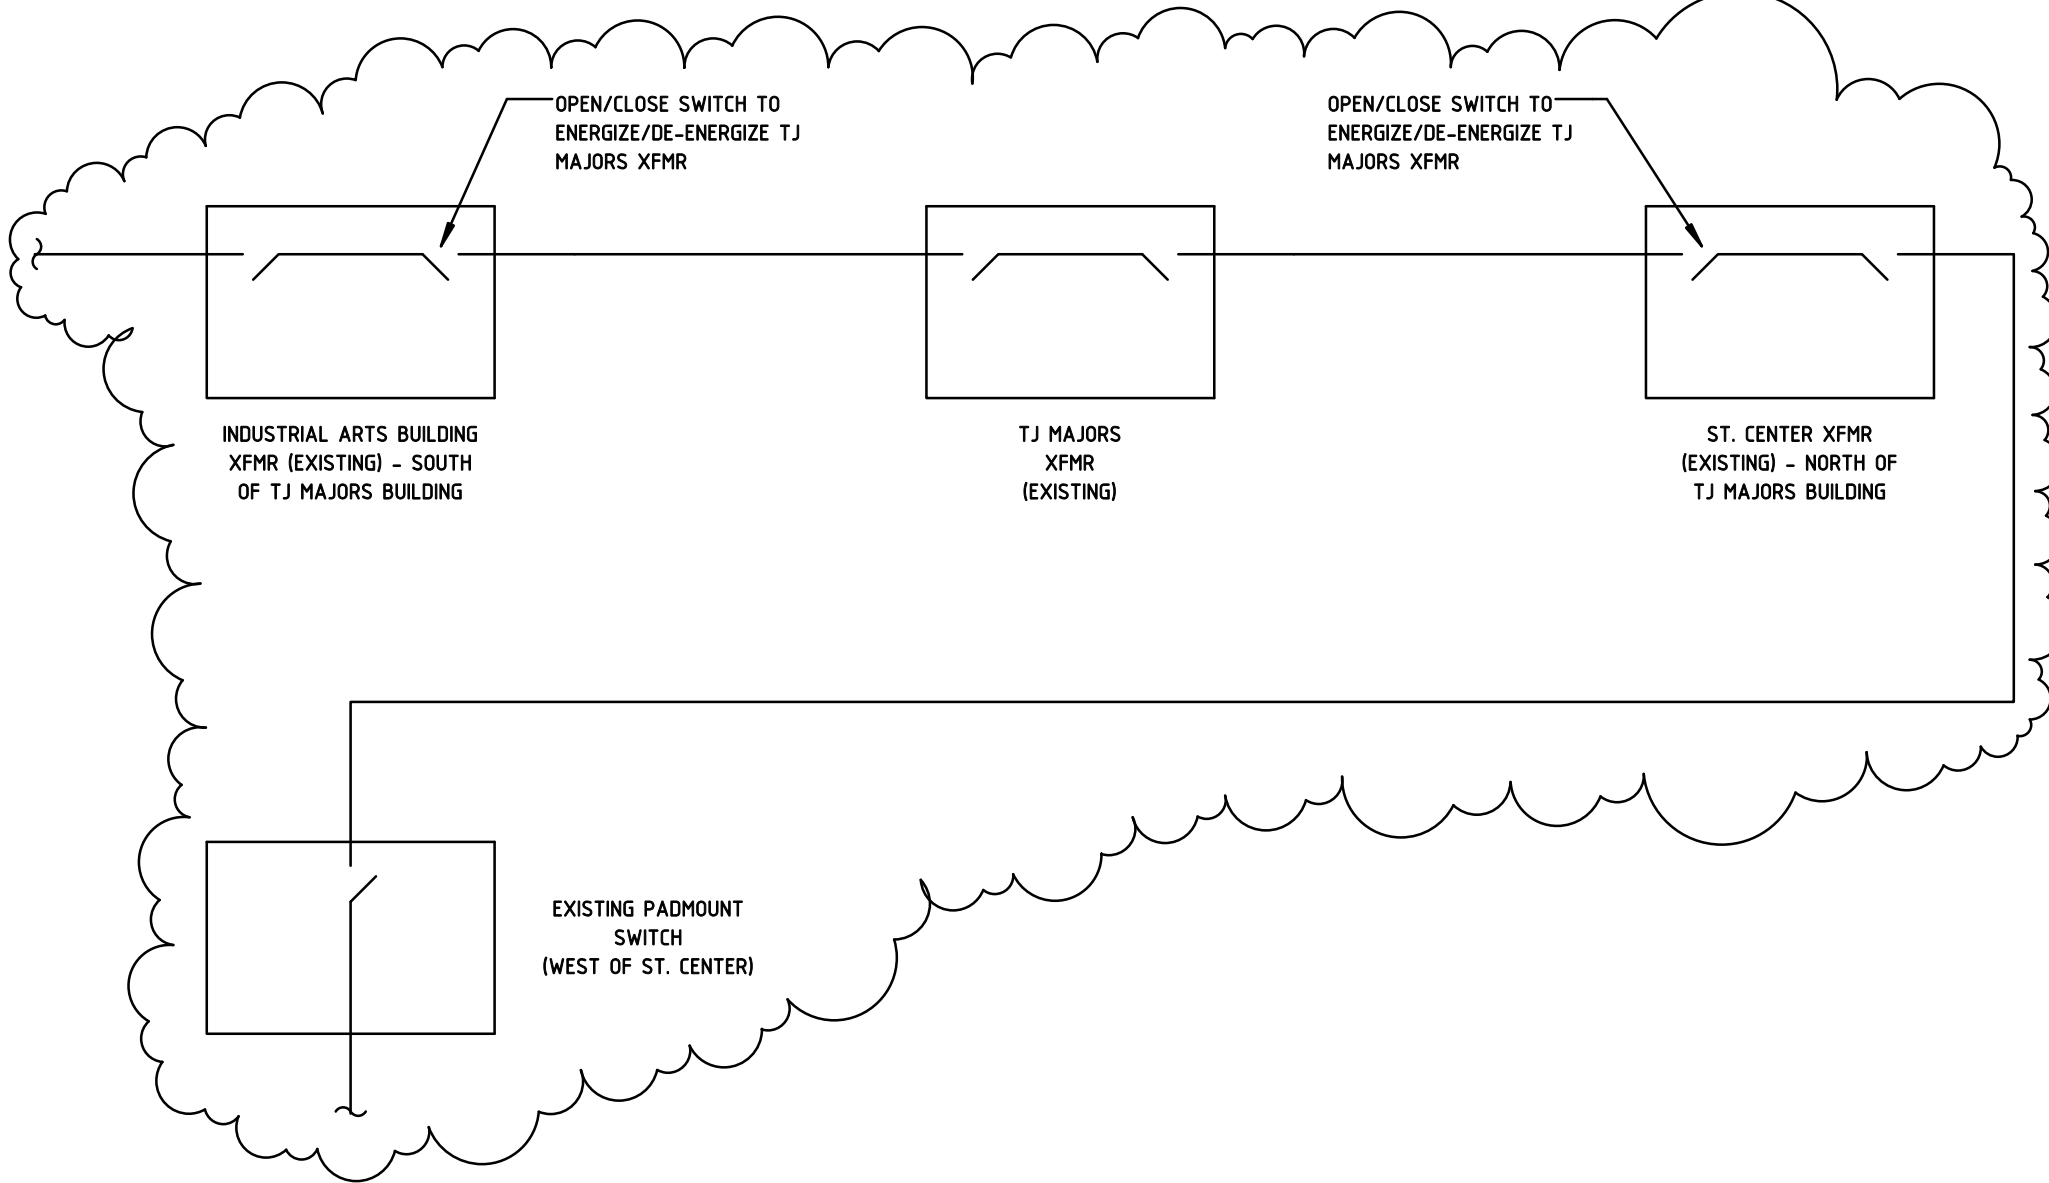 OPEN/CLOSE SWITCH TO
ENERGIZE/DE-ENERGIZE TJ
MAJORS XFMR
OPEN/CLOSE SWITCH TO
ENERGIZE/DE-ENERGIZE TJ
MAJORS XFMR
INDUSTRIAL ARTS BUILDING
XFMR (EXISTING) - SOUTH
OF TJ MAJORS BUILDING
TJ MAJORS
XFMR
(EXISTING)
ST. CENTER XFMR
(EXISTING) - NORTH OF
TJ MAJORS BUILDING
EXISTING PADMOUNT
SWITCH
(WEST OF ST. CENTER)